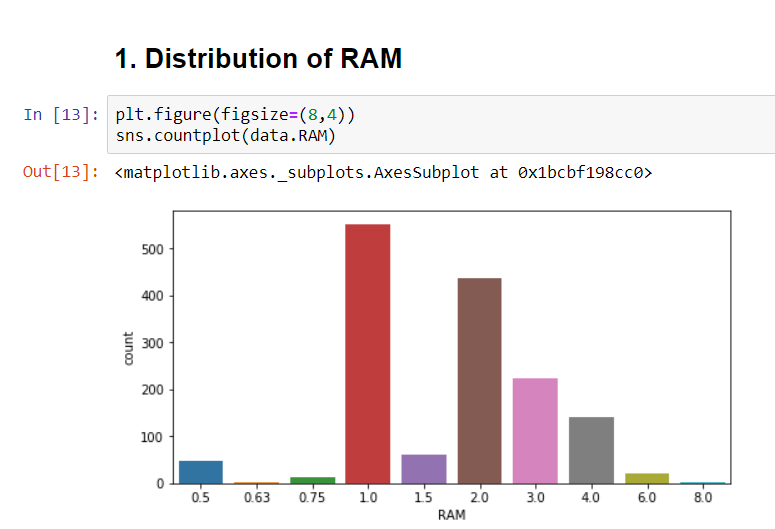 1. Distribution of RAM
In [13]: plt.figure(figsize=(8,4))
sns.countplot(data.RAM)
Out[13]: <matplotlib.axes._subplots.AxesSubplot at 0x1bcbf198cc0>
500
400
300
200
100
0
count
0.5 0.63 0.75 1.0 1.5 2.0 3.0 4.0 6.0 8.0
RAM